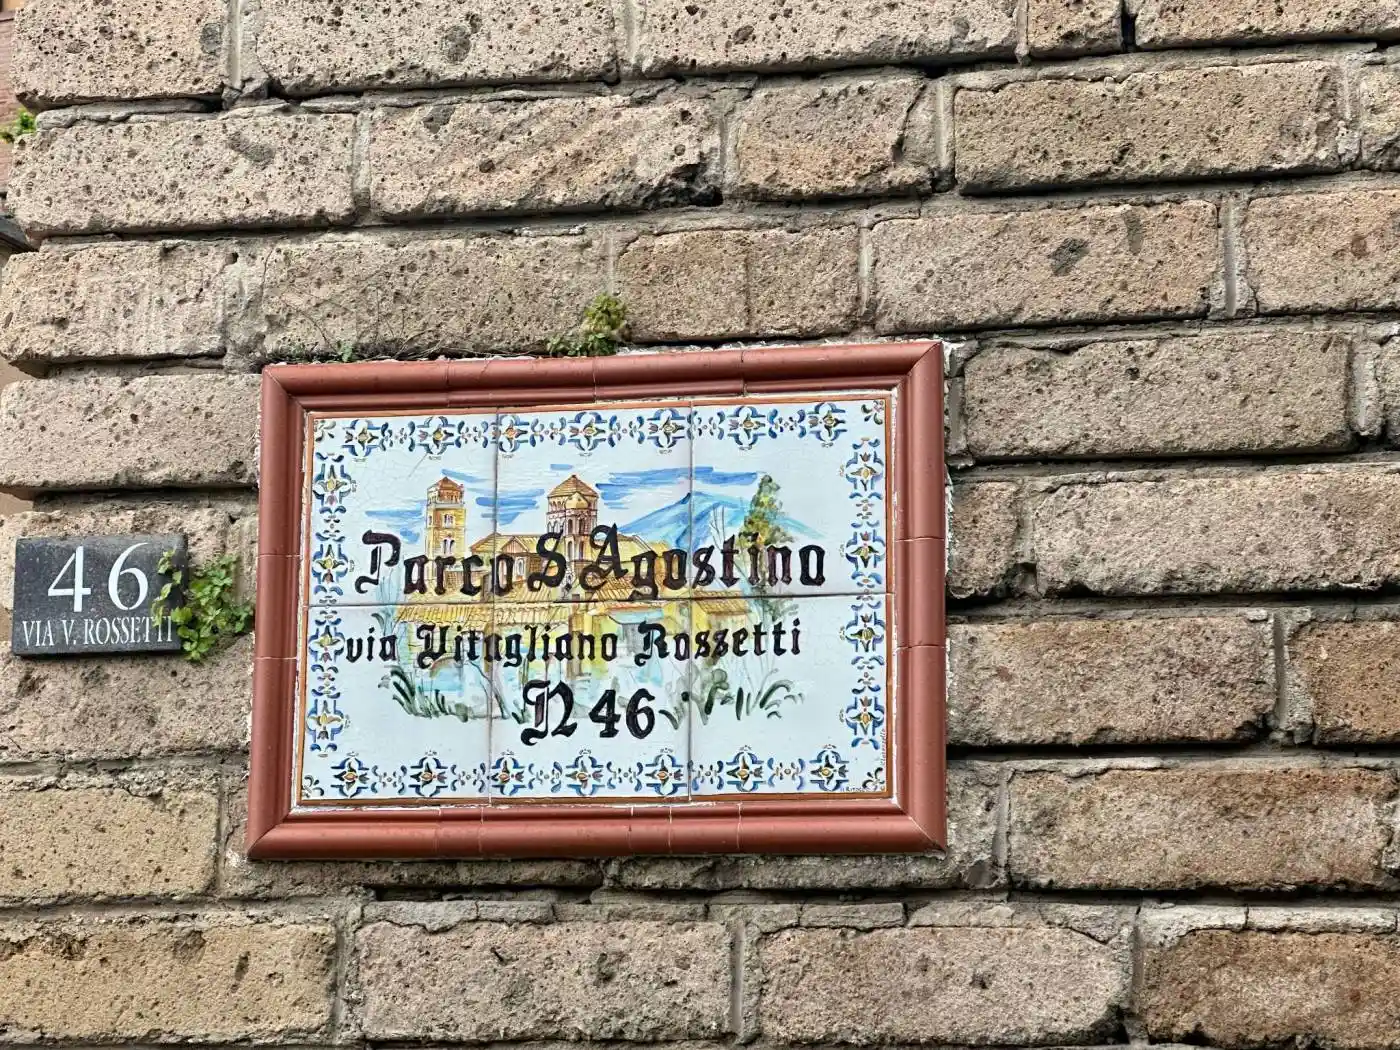 46
VIA V. ROSSETTI
Parco S. Agostino
via Vitagliano Rossetti
N 46